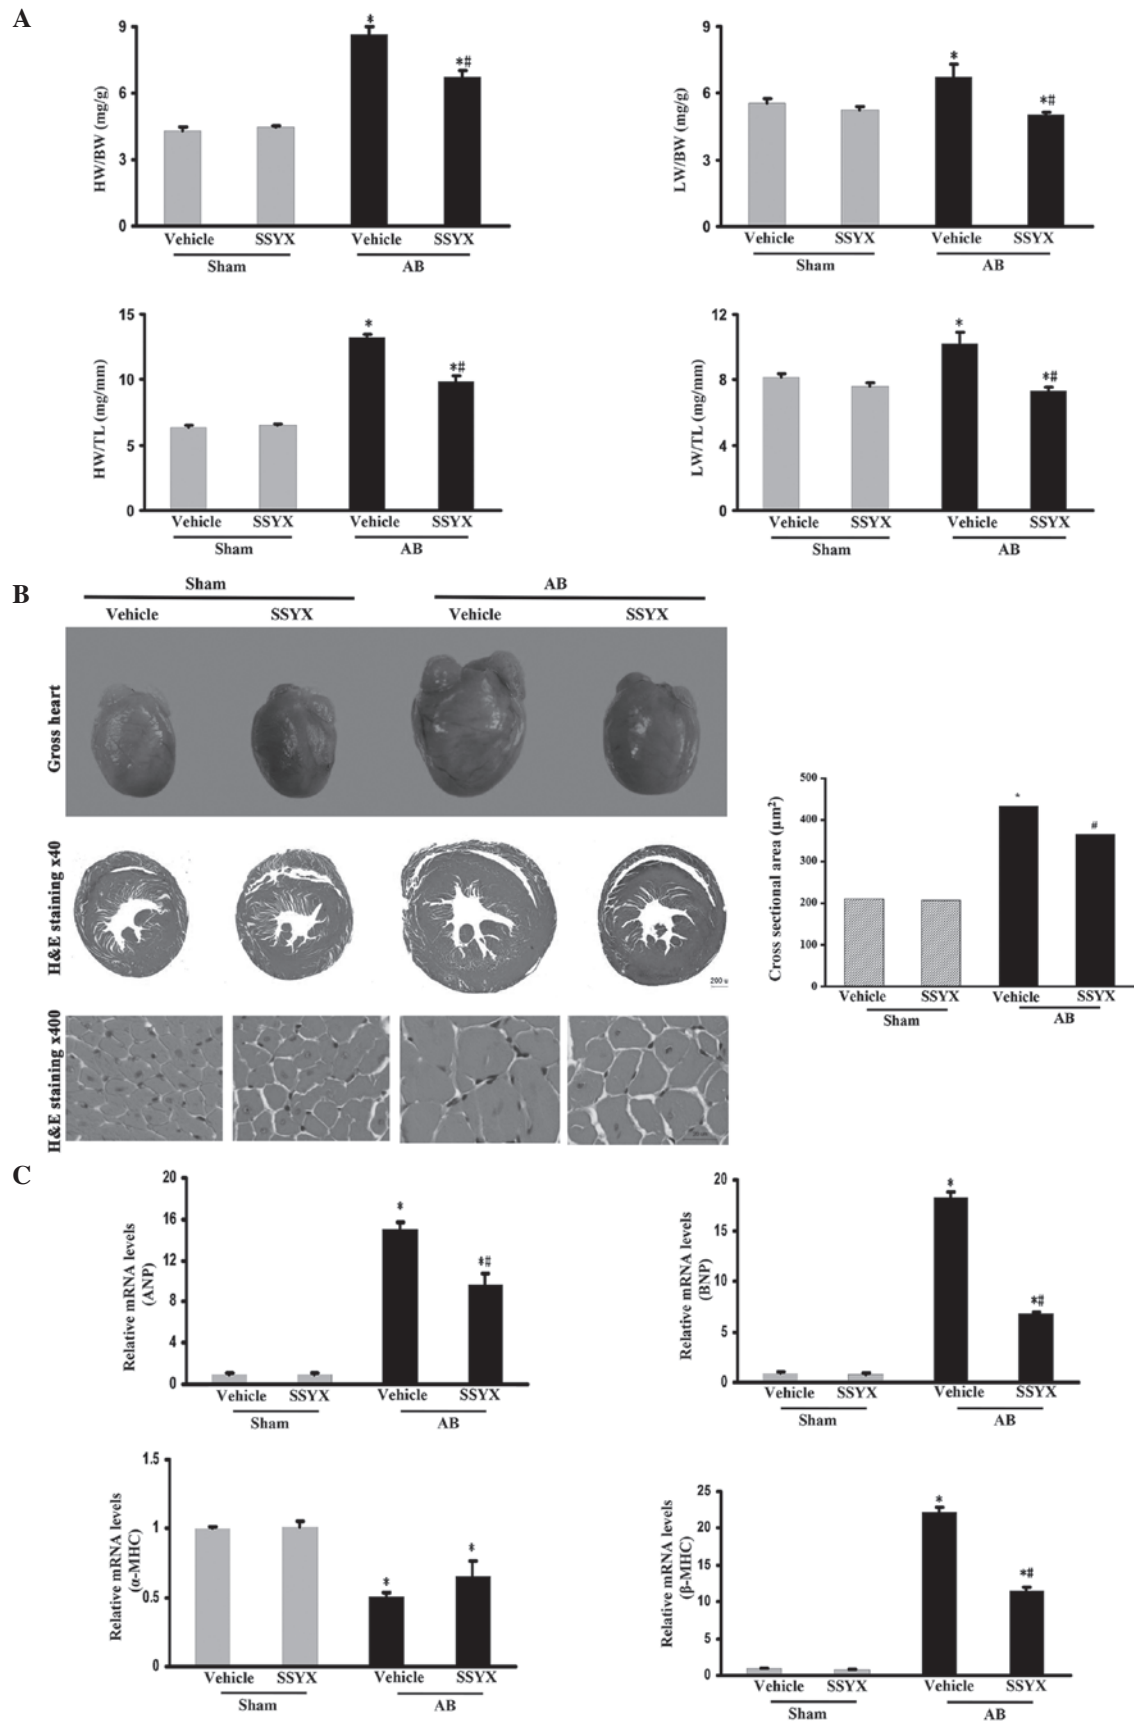 A
HW/BW (mg/g)
9
6
3
0
*
*#
Vehicle SSYX Vehicle SSYX
Sham AB
LW/BW (mg/g)
9
6
3
0
*
*#
Vehicle SSYX Vehicle SSYX
Sham AB
HW/TL (mg/mm)
15
10
5
0
*
*#
Vehicle SSYX Vehicle SSYX
Sham AB
LW/TL (mg/mm)
12
8
4
0
*
*#
Vehicle SSYX Vehicle SSYX
Sham AB
B
Sham AB
Vehicle SSYX Vehicle SSYX
Gross heart
H&E staining x40
200 u
H&E staining x400
Cross sectional area (µm²)
500
400
300
200
100
0
*
#
Vehicle SSYX Vehicle SSYX
Sham AB
C
Relative mRNA levels
(ANP)
20
16
12
8
4
0
*
*#
Vehicle SSYX Vehicle SSYX
Sham AB
Relative mRNA levels
(BNP)
20
15
10
5
0
*
*#
Vehicle SSYX Vehicle SSYX
Sham AB
Relative mRNA levels
(α-MHC)
1.5
1
0.5
0
*
*
Vehicle SSYX Vehicle SSYX
Sham AB
Relative mRNA levels
(β-MHC)
25
20
15
10
5
0
*
*#
Vehicle SSYX Vehicle SSYX
Sham AB